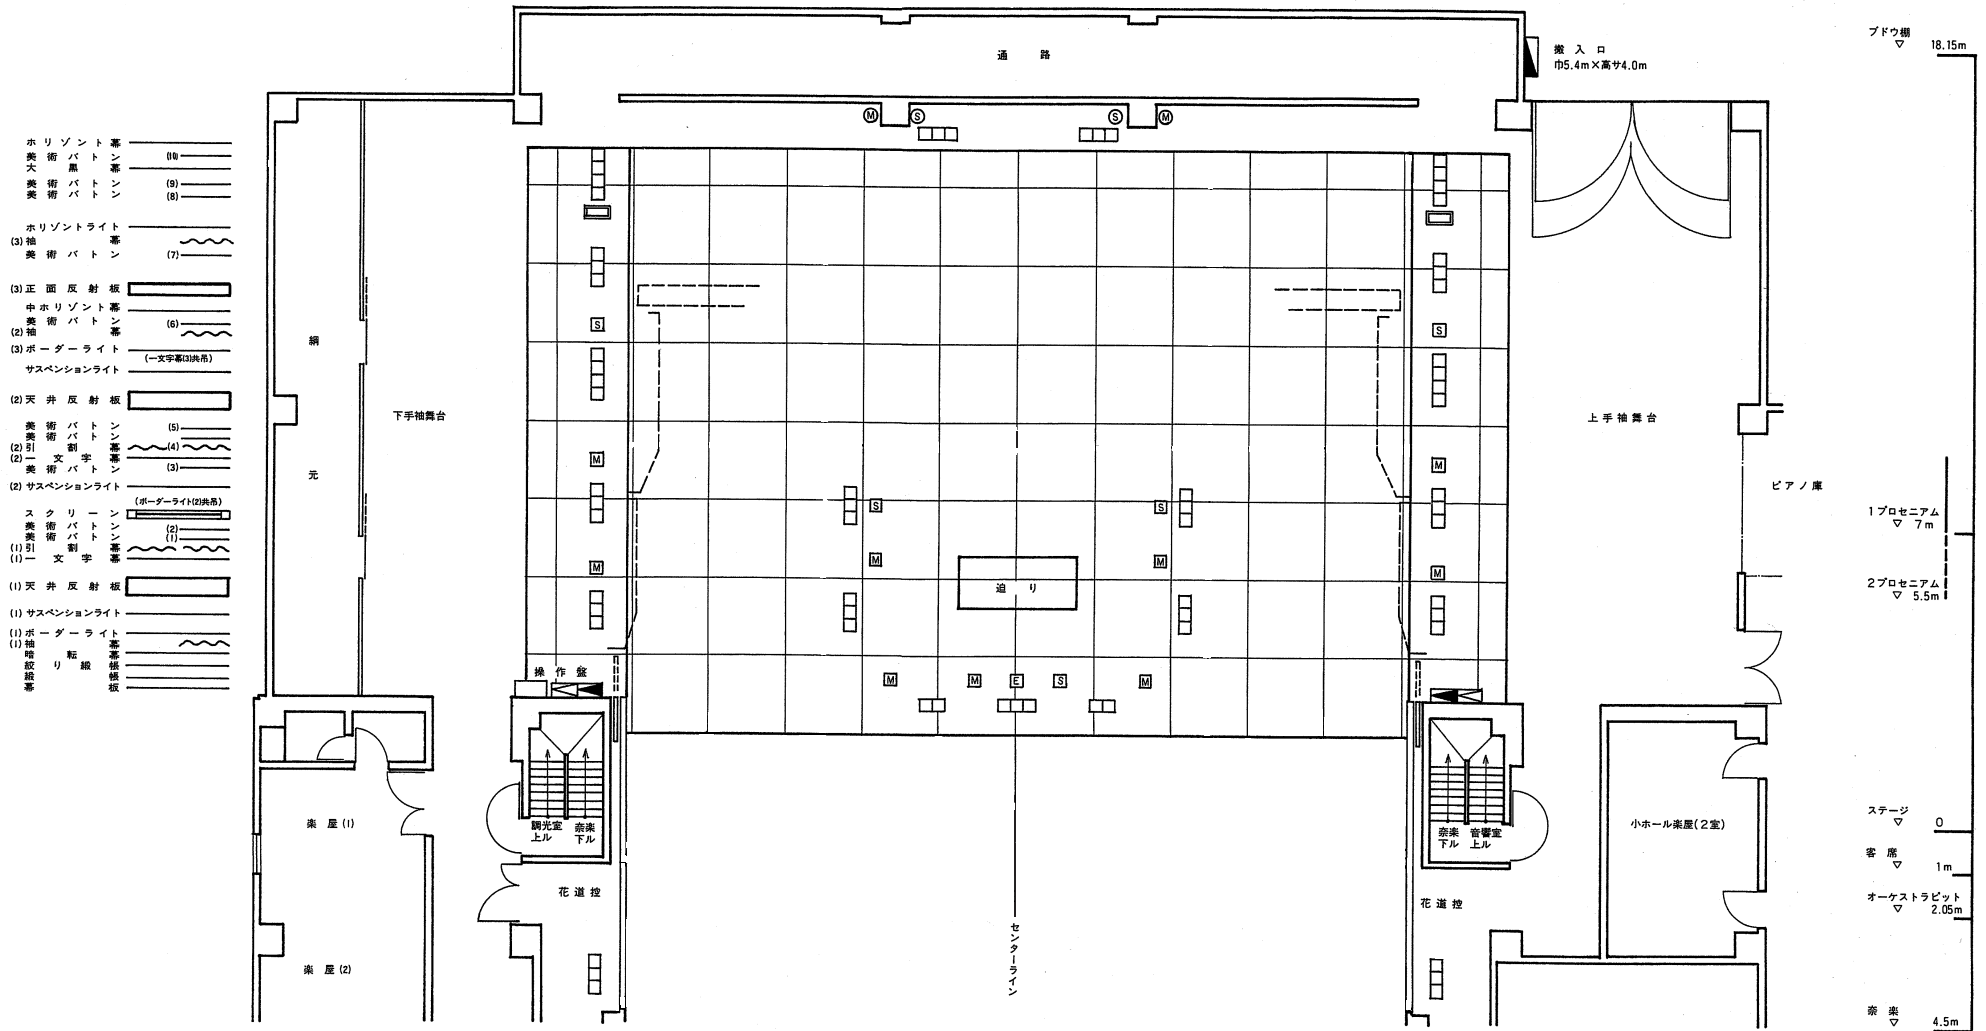 ホリゾント幕
美術バトン (10)
大黒幕
美術バトン (9)
美術バトン (8)
ホリゾントライト
(3)袖幕
美術バトン (7)
(3)正面反射板
中ホリゾント幕
美術バトン (6)
(2)袖幕
(3)ボーダーライト
(一文字幕(3)共吊)
サスペンションライト
(2)天井反射板
美術バトン (5)
美術バトン
(2)引割幕 (4)
(2)一文字幕
美術バトン (3)
(2)サスペンションライト
(ボーダーライト(2)共吊)
スクリーン
美術バトン (2)
美術バトン (1)
(1)引割幕
(1)一文字幕
(1)天井反射板
(1)サスペンションライト
(1)ボーダーライト
(1)袖幕
暗転幕
絞り緞帳
緞帳
幕板
通路
搬入口
巾5.4m×高サ4.0m
M S S M
綱元
下手袖舞台
上手袖舞台
ピアノ庫
S S
M M
S S
M M
M M
迫り
操作盤
M M E S M
調光室
上ル
奈楽
下ル
奈楽
下ル
音響室
上ル
楽屋(1)
楽屋(2)
花道控
花道控
小ホール楽屋(2室)
センターライン
ブドウ棚
▽ 18.15m
1プロセニアム
▽ 7m
2プロセニアム
▽ 5.5m
ステージ
▽ 0
客席
▽ 1m
オーケストラピット
▽ 2.05m
奈楽
▽ 4.5m